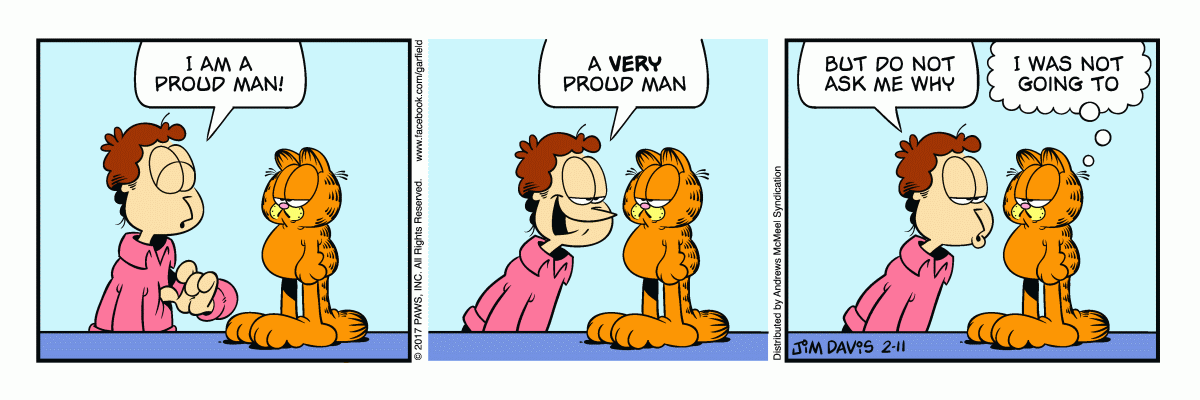 I AM A
PROUD MAN!
© 2017 PAWS, INC. All Rights Reserved. www.facebook.com/garfield
A VERY
PROUD MAN
Distributed by Andrews McMeel Syndication
BUT DO NOT
ASK ME WHY
I WAS NOT
GOING TO
JIM DAVIS 2-11